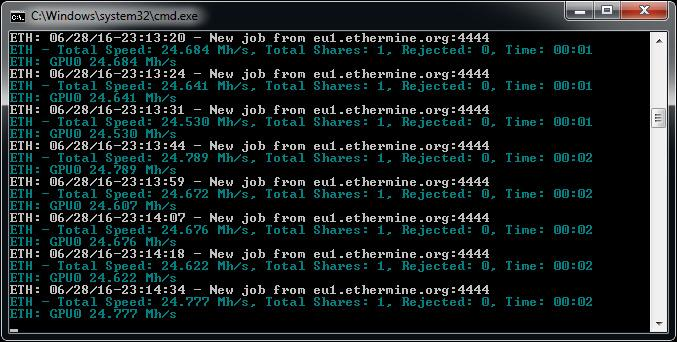 C:\Windows\system32\cmd.exe
ETH: 06/28/16-23:13:20 - New job from eu1.ethermine.org:4444
ETH - Total Speed: 24.684 Mh/s, Total Shares: 1, Rejected: 0, Time: 00:01
ETH: GPU0 24.684 Mh/s
ETH: 06/28/16-23:13:24 - New job from eu1.ethermine.org:4444
ETH - Total Speed: 24.641 Mh/s, Total Shares: 1, Rejected: 0, Time: 00:01
ETH: GPU0 24.641 Mh/s
ETH: 06/28/16-23:13:31 - New job from eu1.ethermine.org:4444
ETH - Total Speed: 24.530 Mh/s, Total Shares: 1, Rejected: 0, Time: 00:01
ETH: GPU0 24.530 Mh/s
ETH: 06/28/16-23:13:44 - New job from eu1.ethermine.org:4444
ETH - Total Speed: 24.789 Mh/s, Total Shares: 1, Rejected: 0, Time: 00:02
ETH: GPU0 24.789 Mh/s
ETH: 06/28/16-23:13:59 - New job from eu1.ethermine.org:4444
ETH - Total Speed: 24.672 Mh/s, Total Shares: 1, Rejected: 0, Time: 00:02
ETH: GPU0 24.607 Mh/s
ETH: 06/28/16-23:14:07 - New job from eu1.ethermine.org:4444
ETH - Total Speed: 24.676 Mh/s, Total Shares: 1, Rejected: 0, Time: 00:02
ETH: GPU0 24.676 Mh/s
ETH: 06/28/16-23:14:18 - New job from eu1.ethermine.org:4444
ETH - Total Speed: 24.622 Mh/s, Total Shares: 1, Rejected: 0, Time: 00:02
ETH: GPU0 24.622 Mh/s
ETH: 06/28/16-23:14:34 - New job from eu1.ethermine.org:4444
ETH - Total Speed: 24.777 Mh/s, Total Shares: 1, Rejected: 0, Time: 00:02
ETH: GPU0 24.777 Mh/s